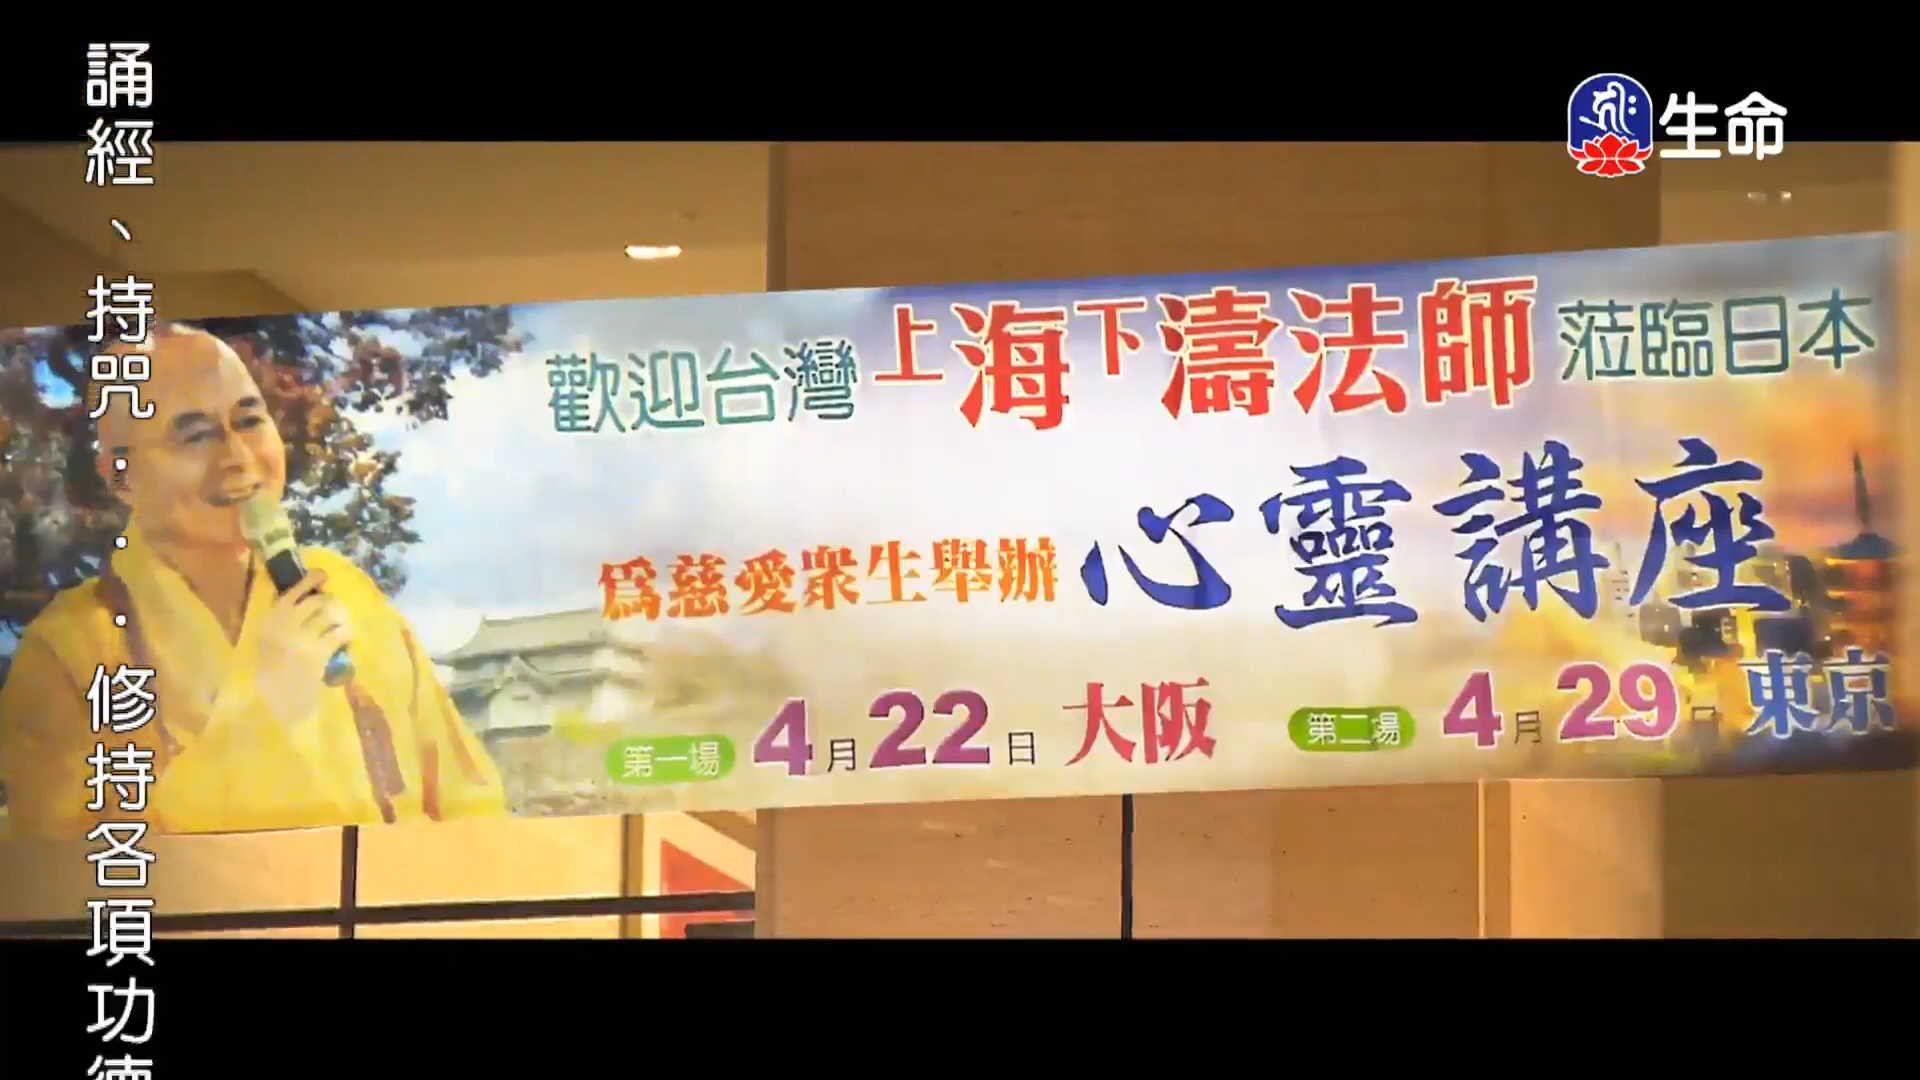 誦經、持咒．．．修持各項功德
生命
歡迎台灣上海下濤法師蒞臨日本
為慈愛眾生舉辦心靈講座
第一場 4月22日 大阪 第二場 4月29日 東京